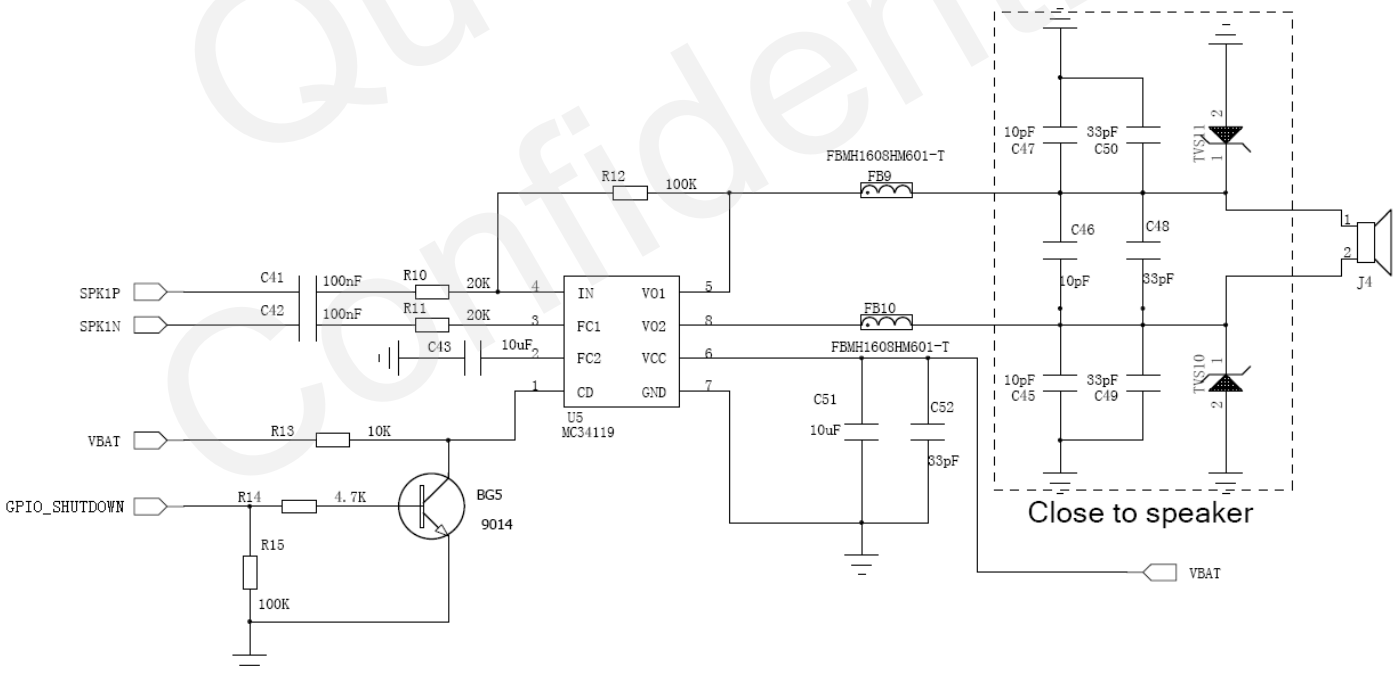 Qu
Confident
10pF
C47
33pF
C50
TVS11
2
1
FBMH1608HM601-T
FB9
R12
100K
C46
10pF
C48
33pF
1
2
J4
SPK1P
C41
100nF
R10
20K
4
IN
VO1
5
SPK1N
C42
100nF
R11
20K
3
FC1
VO2
8
FB10
FBMH1608HM601-T
C43
10uF
2
FC2
VCC
6
1
CD
GND
7
U5
MC34119
10pF
C45
33pF
C49
TVS10
1
2
C51
10uF
C52
33pF
VBAT
R13
10K
GPIO_SHUTDOWN
R14
4.7K
BG5
9014
R15
100K
Close to speaker
VBAT